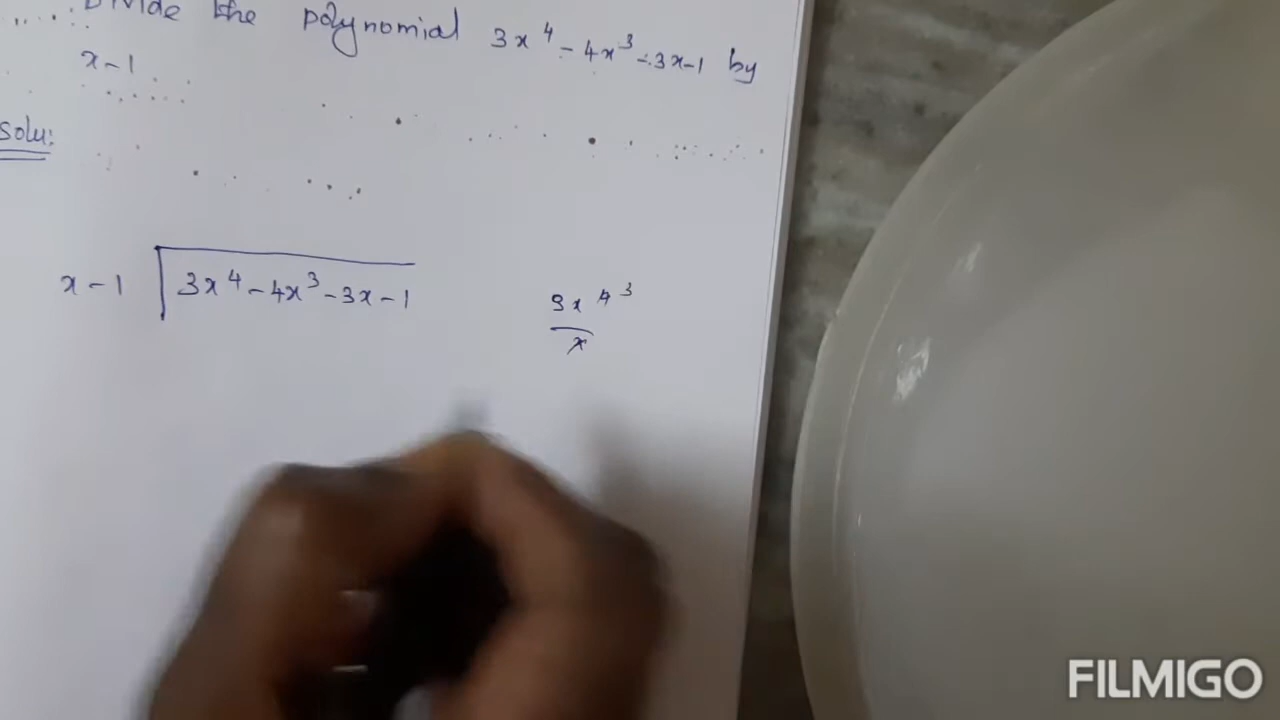 Divide the polynomial 3x⁴ - 4x³ - 3x - 1 by
x - 1
Solu:
x - 1 3x⁴ - 4x³ - 3x - 1
3x⁴ ³
x
FILMIGO